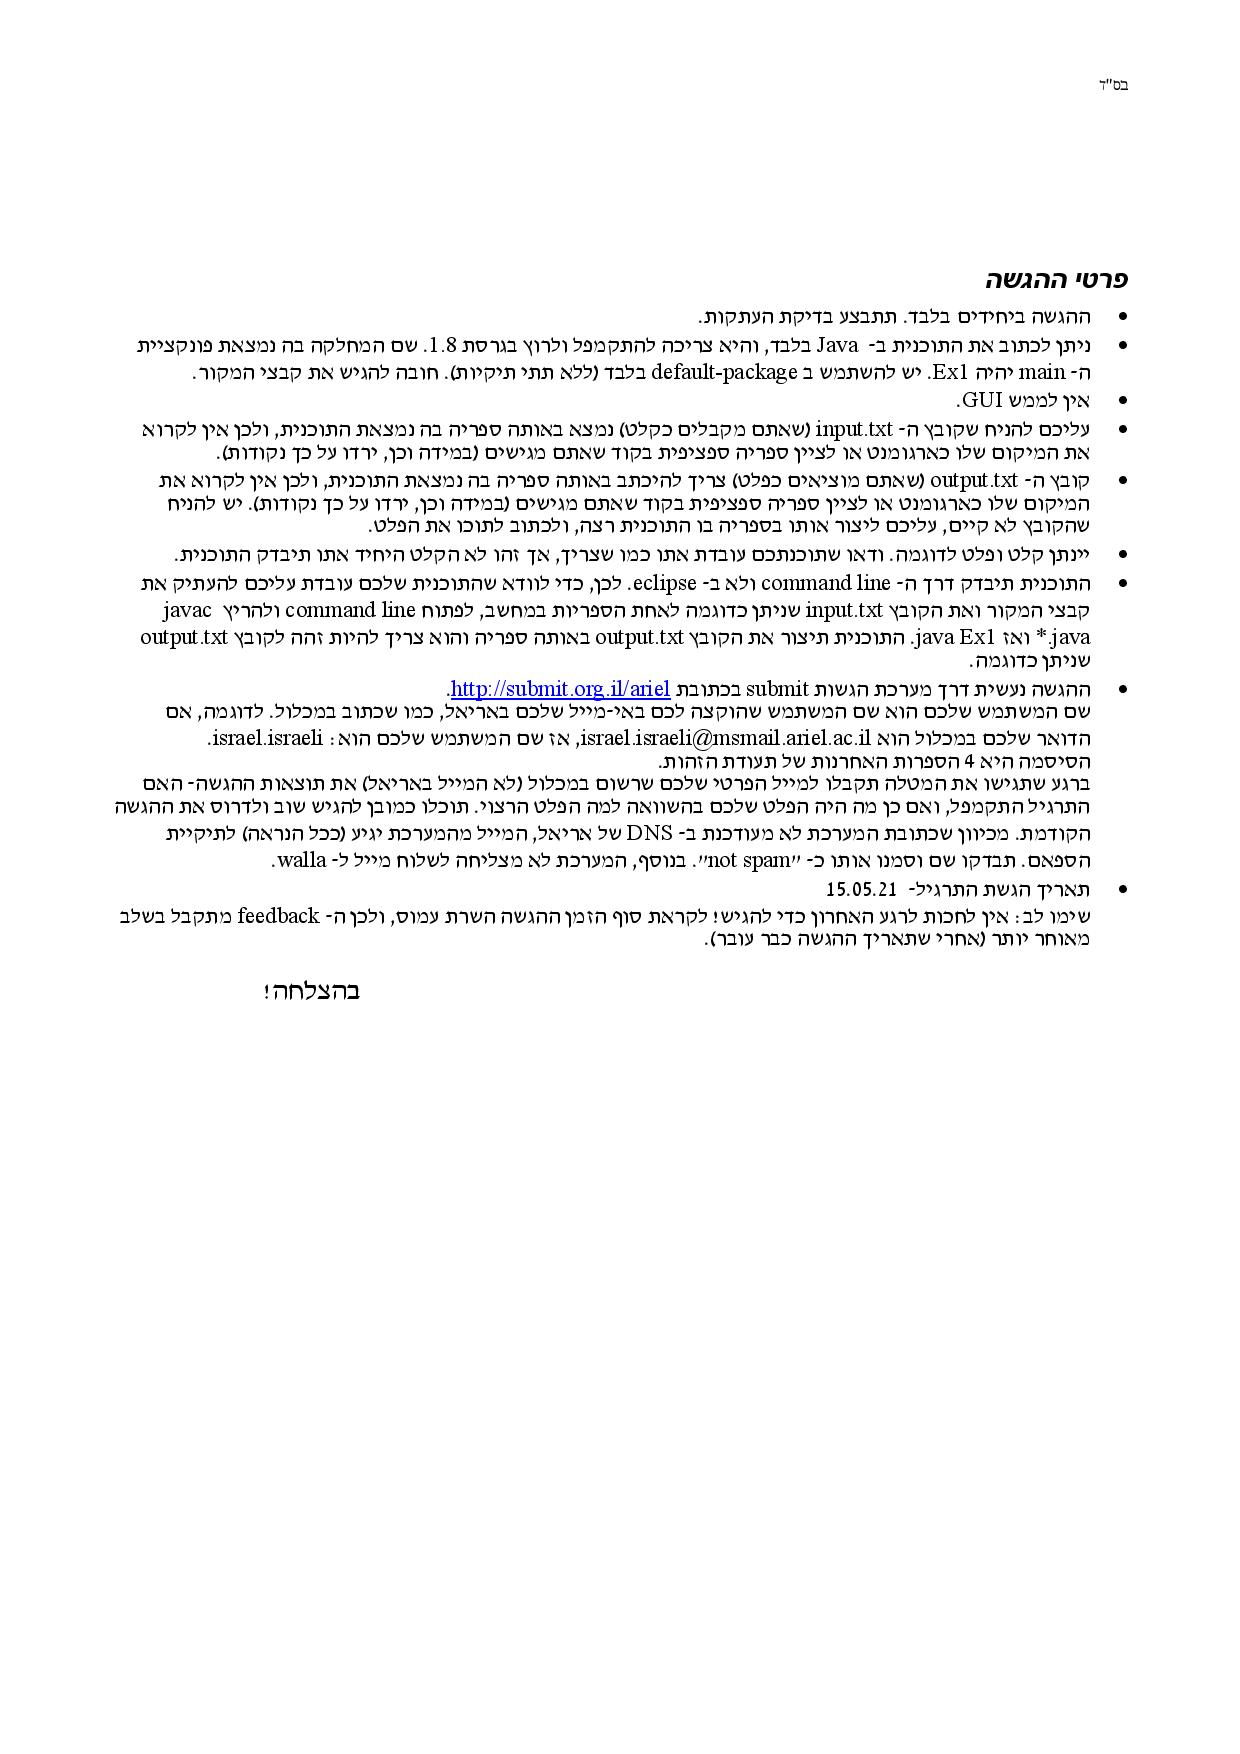 בס"ד
פרטי ההגשה
• ההגשה ביחידים בלבד. תתבצע בדיקת העתקות.
• ניתן לכתוב את התוכנית ב- Java בלבד, והיא צריכה להתקמפל ולרוץ בגרסת 1.8. שם המחלקה בה נמצאת פונקציית
ה- main יהיה Ex1. יש להשתמש ב default-package בלבד (ללא תתי תיקיות). חובה להגיש את קבצי המקור.
• אין לממש GUI.
• עליכם להניח שקובץ ה- input.txt (שאתם מקבלים כקלט) נמצא באותה ספריה בה נמצאת התוכנית, ולכן אין לקרוא
את המיקום שלו כארגומנט או לציין ספריה ספציפית בקוד שאתם מגישים (במידה וכן, ירדו על כך נקודות).
• קובץ ה- output.txt (שאתם מוציאים כפלט) צריך להיכתב באותה ספריה בה נמצאת התוכנית, ולכן אין לקרוא את
המיקום שלו כארגומנט או לציין ספריה ספציפית בקוד שאתם מגישים (במידה וכן, ירדו על כך נקודות). יש להניח
שהקובץ לא קיים, עליכם ליצור אותו בספריה בו התוכנית רצה, ולכתוב לתוכו את הפלט.
• יינתן קלט ופלט לדוגמה. ודאו שתוכנתכם עובדת אתו כמו שצריך, אך זהו לא הקלט היחיד אתו תיבדק התוכנית.
• התוכנית תיבדק דרך ה- command line ולא ב- eclipse. לכן, כדי לוודא שהתוכנית שלכם עובדת עליכם להעתיק את
קבצי המקור ואת הקובץ input.txt שניתן כדוגמה לאחת הספריות במחשב, לפתוח command line ולהריץ javac
*.java ואז java Ex1. התוכנית תיצור את הקובץ output.txt באותה ספריה והוא צריך להיות זהה לקובץ output.txt
שניתן כדוגמה.
• ההגשה נעשית דרך מערכת הגשות submit בכתובת http://submit.org.il/ariel.
שם המשתמש שלכם הוא שם המשתמש שהוקצה לכם באי-מייל שלכם באריאל, כמו שכתוב במכלול. לדוגמה, אם
הדואר שלכם במכלול הוא israel.israeli@msmail.ariel.ac.il, אז שם המשתמש שלכם הוא: israel.israeli.
הסיסמה היא 4 הספרות האחרנות של תעודת הזהות.
ברגע שתגישו את המטלה תקבלו למייל הפרטי שלכם שרשום במכלול (לא המייל באריאל) את תוצאות ההגשה- האם
התרגיל התקמפל, ואם כן מה היה הפלט שלכם בהשוואה למה הפלט הרצוי. תוכלו כמובן להגיש שוב ולדרוס את ההגשה
הקודמת. מכיוון שכתובת המערכת לא מעודכנת ב- DNS של אריאל, המייל מהמערכת יגיע (ככל הנראה) לתיקיית
הספאם. תבדקו שם וסמנו אותו כ- "not spam". בנוסף, המערכת לא מצליחה לשלוח מייל ל- walla.
• תאריך הגשת התרגיל- 15.05.21
שימו לב: אין לחכות לרגע האחרון כדי להגיש! לקראת סוף הזמן ההגשה השרת עמוס, ולכן ה- feedback מתקבל בשלב
מאוחר יותר (אחרי שתאריך ההגשה כבר עובר).
בהצלחה!